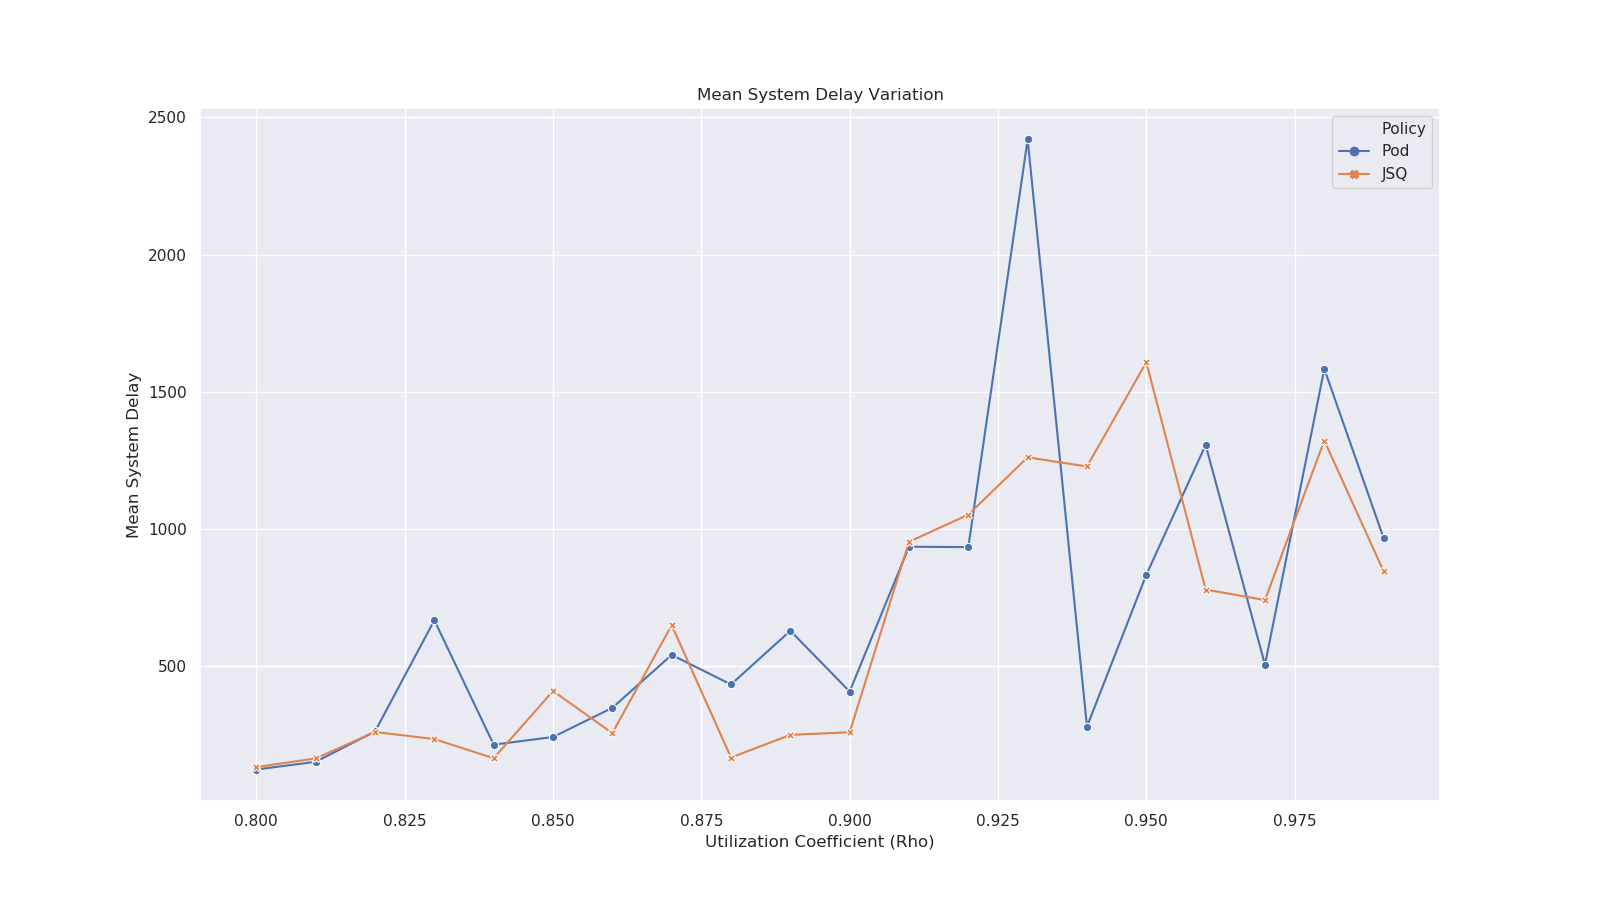 Mean System Delay Variation
2500
2000
1500
1000
500
Mean System Delay
Policy
Pod
JSQ
0.800 0.825 0.850 0.875 0.900 0.925 0.950 0.975
Utilization Coefficient (Rho)